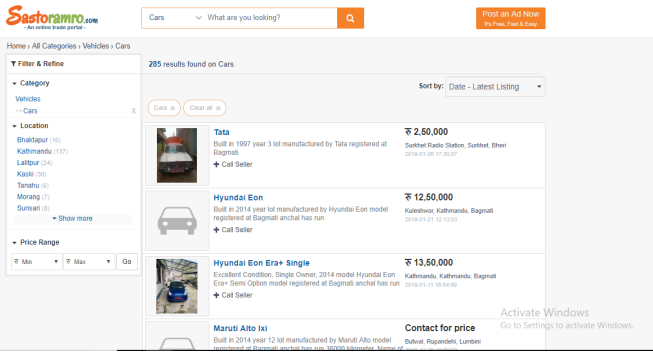 Sastoramro.com
- An online trade portal -
Cars
What are you looking?
Post an Ad Now
It's Free, Fast & Easy
Home › All Categories › Vehicles › Cars
Filter & Refine
Category
Vehicles
Cars X
Location
Bhaktapur (10)
Kathmandu (137)
Lalitpur (24)
Kaski (30)
Tanahu (6)
Morang (7)
Sunsari (8)
Show more
Price Range
रु Min
रु Max
Go
285 results found on Cars
Sort by: Date - Latest Listing
Cars ×
Clear all ×
Tata
Built in 1997 year 3 lot manufactured by Tata registered at
Bagmati
+ Call Seller
रु 2,50,000
Surkhet Radio Station, Surkhet, Bheri
Hyundai Eon
Built in 2014 year lot manufactured by Hyundai Eon model
registered at Bagmati anchal has run
+ Call Seller
रु 12,50,000
Kuleshwor, Kathmandu, Bagmati
2019-01-21 12:13:03
Hyundai Eon Era+ Single
Excellent Condition, Single Owner, 2014 model Hyundai Eon
Era+ Semi Option model registered at Bagmati anchal has run
+ Call Seller
रु 13,50,000
Kathmandu, Kathmandu, Bagmati
2019-01-11 16:54:59
Maruti Alto lxi
Built in 2014 year 12 lot manufactured by Maruti Alto model
registered at Bagmati anchal has run 36000 kilometer. Name of
Contact for price
Butwal, Rupandehi, Lumbini
Activate Windows
Go to Settings to activate Windows.